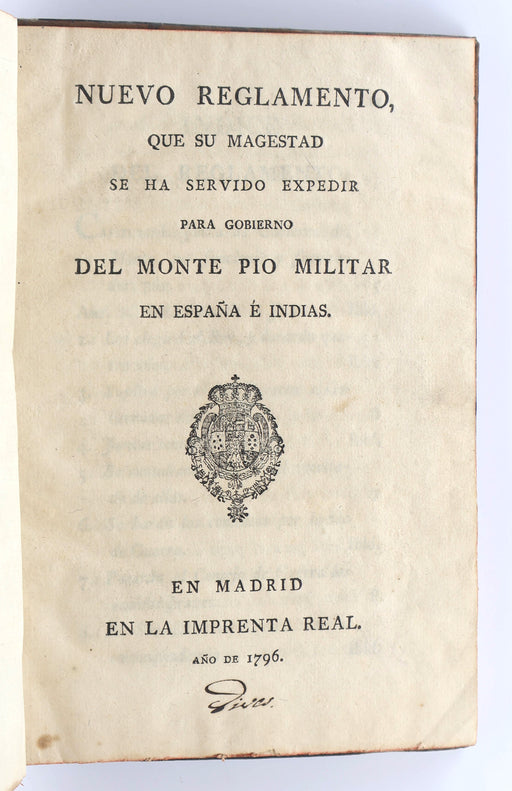 NUEVO REGLAMENTO,
QUE SU MAGESTAD
SE HA SERVIDO EXPEDIR
PARA GOBIERNO
DEL MONTE PIO MILITAR
EN ESPAÑA É INDIAS.
EN MADRID
EN LA IMPRENTA REAL.
AÑO DE 1796.